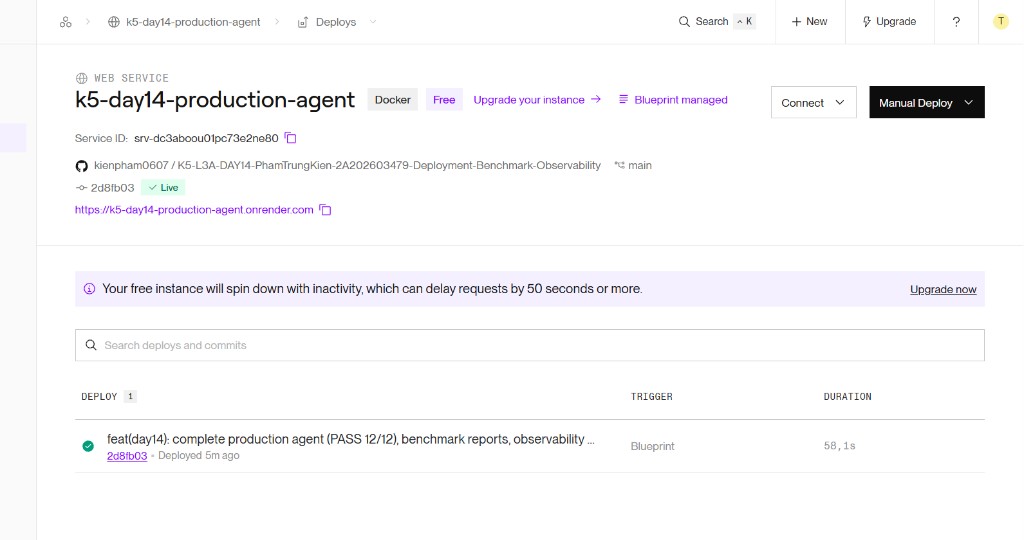 k5-day14-production-agent
Deploys
Search
K
New
Upgrade
?
T
WEB SERVICE
k5-day14-production-agent
Docker
Free
Upgrade your instance
Blueprint managed
Connect
Manual Deploy
Service ID: srv-dc3aboou01pc73e2ne80
kienpham0607 / K5-L3A-DAY14-PhamTrungKien-2A202603479-Deployment-Benchmark-Observability
main
2d8fb03
Live
https://k5-day14-production-agent.onrender.com
Your free instance will spin down with inactivity, which can delay requests by 50 seconds or more.
Upgrade now
Search deploys and commits
DEPLOY 1
TRIGGER
DURATION
feat(day14): complete production agent (PASS 12/12), benchmark reports, observability ...
Blueprint
58,1s
2d8fb03 • Deployed 5m ago